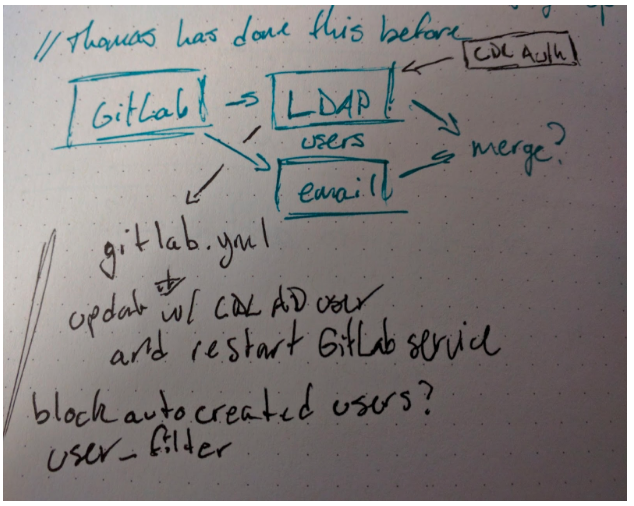 // Thomas has done this before
CDL Auth
GitLab → LDAP
users
merge?
email
gitlab.yml
update w/ CDL AD user
and restart GitLab service
block auto created users?
user_filter